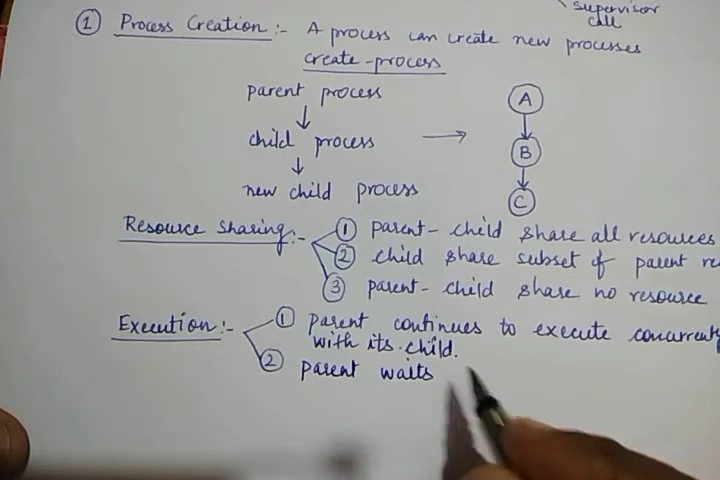 supervisor
call
① Process Creation :- A process can create new processes
create-process
parent process
child process
new child process
A
B
C
Resource Sharing :- ① parent-child share all resources
② child share subset of parent
③ parent-child share no resource
Execution :- ① parent continues to execute
with its child.
② parent waits